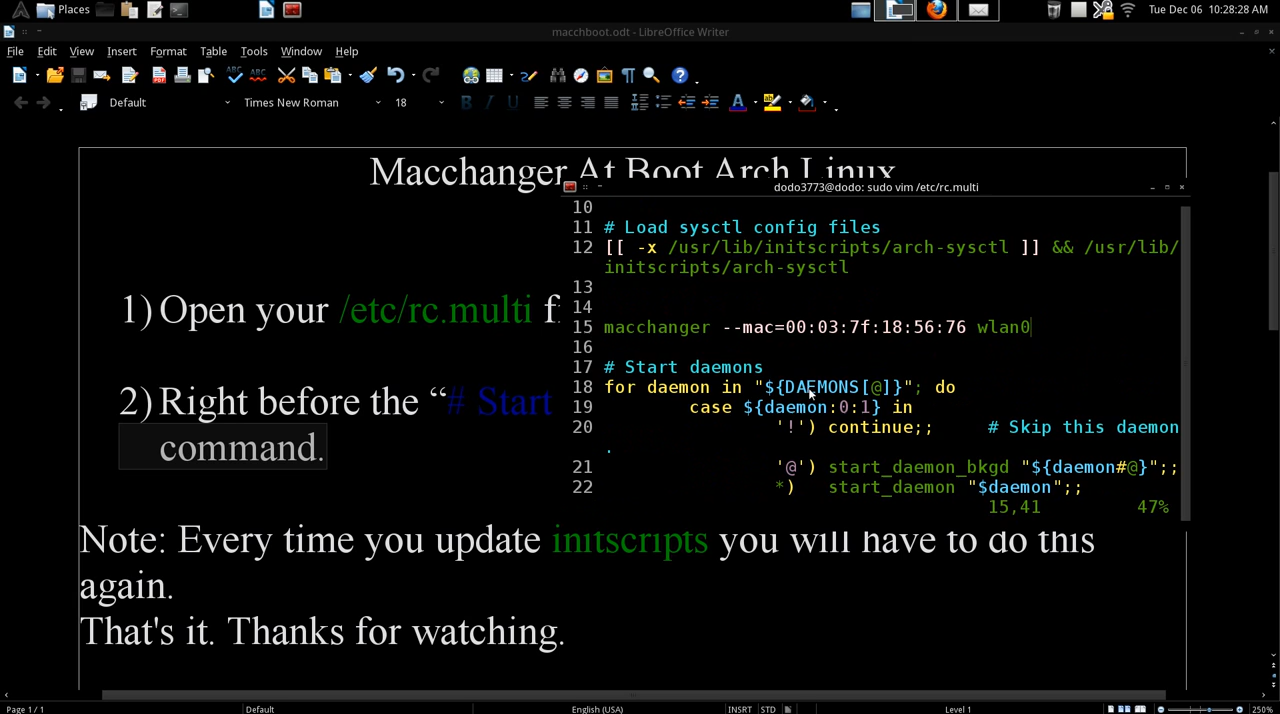 Places
Tue Dec 06, 10:28:28 AM
macchboot.odt - LibreOffice Writer
File Edit View Insert Format Table Tools Window Help
Default Times New Roman 18
Macchanger At Boot Arch Linux
1) Open your /etc/rc.multi f
2) Right before the “# Start
command.
Note: Every time you update initscripts you will have to do this
again.
That's it. Thanks for watching.
dodo3773@dodo: sudo vim /etc/rc.multi
10
11 # Load sysctl config files
12 [[ -x /usr/lib/initscripts/arch-sysctl ]] && /usr/lib/
initscripts/arch-sysctl
13
14
15 macchanger --mac=00:03:7f:18:56:76 wlan0
16
17 # Start daemons
18 for daemon in "${DAEMONS[@]}"; do
19 case ${daemon:0:1} in
20 '!') continue;; # Skip this daemon
.
21 '@') start_daemon_bkgd "${daemon#@}";;
22 *) start_daemon "$daemon";;
15,41 47%
Page 1 / 1 Default English (USA) INSRT STD Level 1 250%